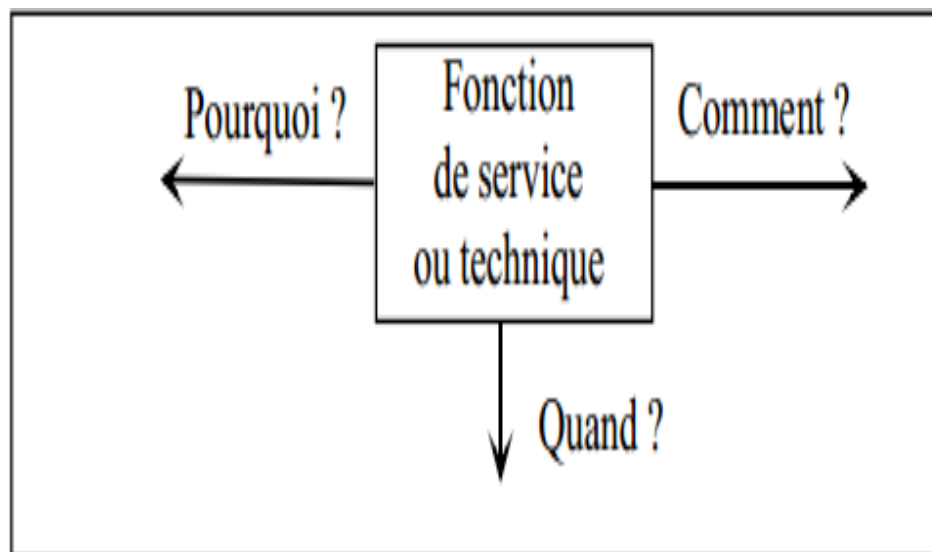 Pourquoi ?
Fonction
de service
ou technique
Comment ?
Quand ?